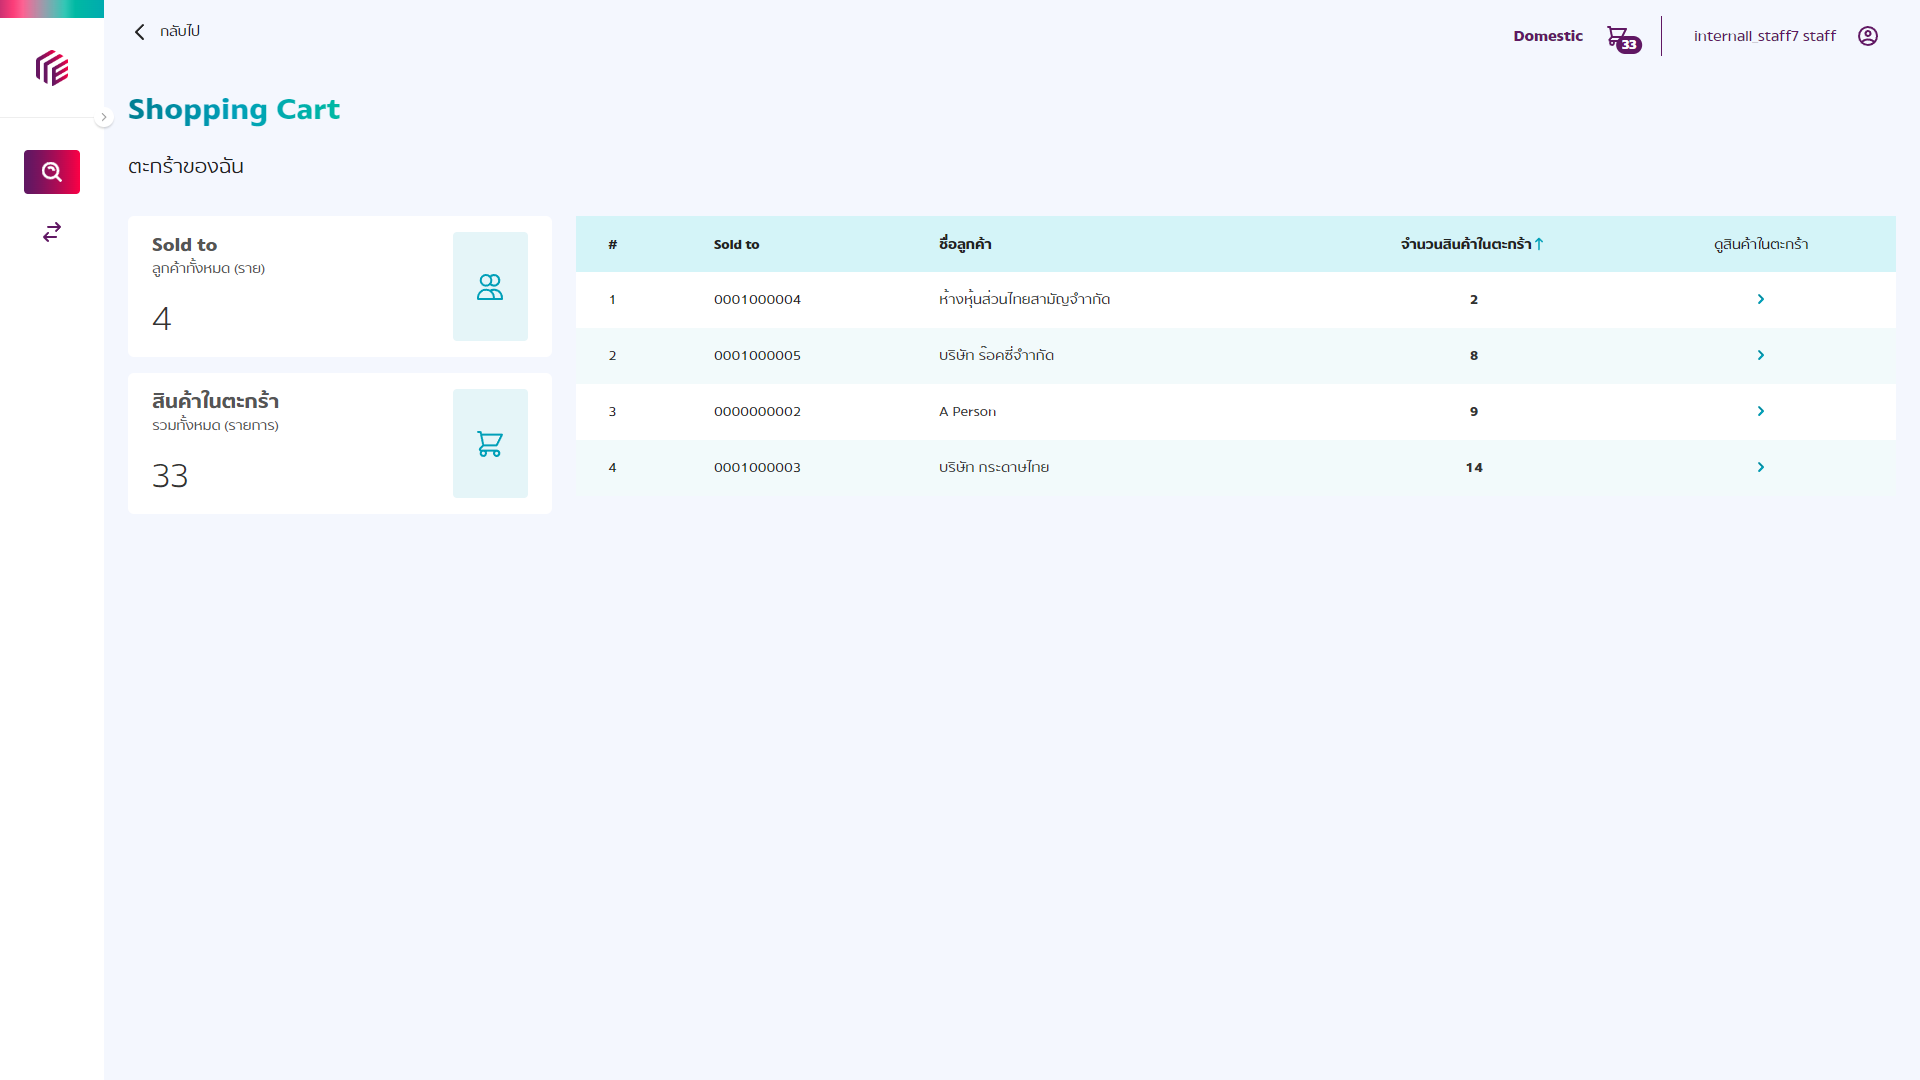 กลับไป
Domestic
33
internal1_staff7 staff
Shopping Cart
ตะกร้าของฉัน
Sold to
ลูกค้าทั้งหมด (ราย)
4
สินค้าในตะกร้า
รวมทั้งหมด (รายการ)
33
# Sold to ชื่อลูกค้า จำนวนสินค้าในตะกร้า ดูสินค้าในตะกร้า
1 0001000004 ห้างหุ้นส่วนไทยสามัญจำากัด 2
2 0001000005 บริษัท ร๊อคซี่จำากัด 8
3 0000000002 A Person 9
4 0001000003 บริษัท กระดาษไทย 14